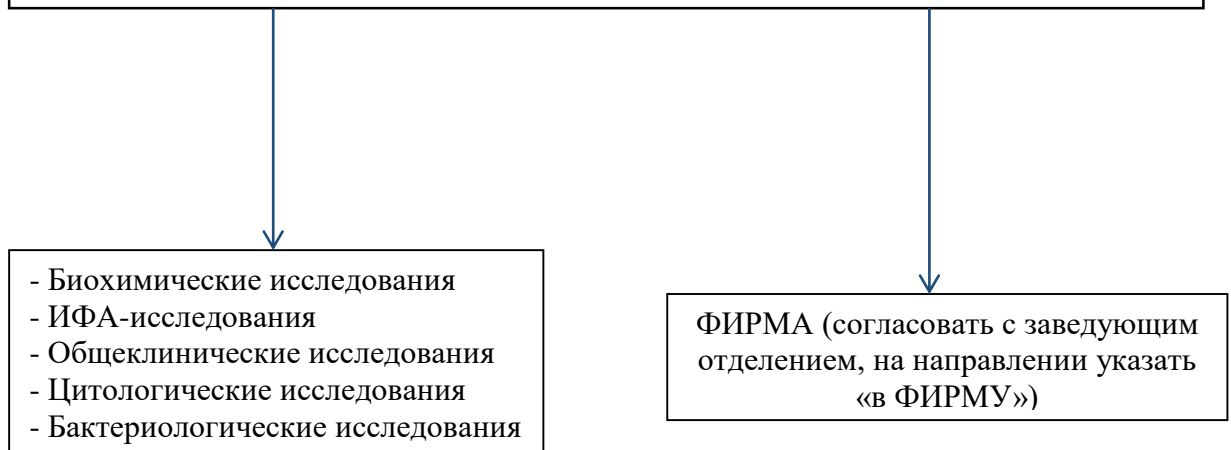 - Биохимические исследования
- ИФА-исследования
- Общеклинические исследования
- Цитологические исследования
- Бактериологические исследования
ФИРМА (согласовать с заведующим
отделением, на направлении указать
«в ФИРМУ»)